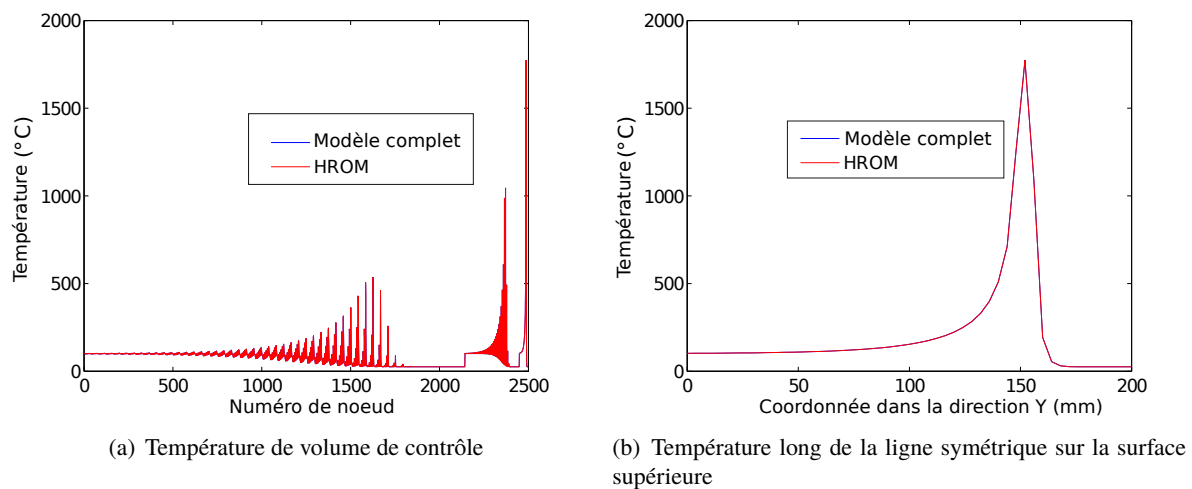 2000
1500
1000
500
0
Température (°C)
Modèle complet
HROM
0
500
1000
1500
2000
2500
Numéro de noeud
(a) Température de volume de contrôle
2000
1500
1000
500
0
Température (°C)
Modèle complet
HROM
0
50
100
150
200
Coordonnée dans la direction Y (mm)
(b) Température long de la ligne symétrique sur la surface
supérieure